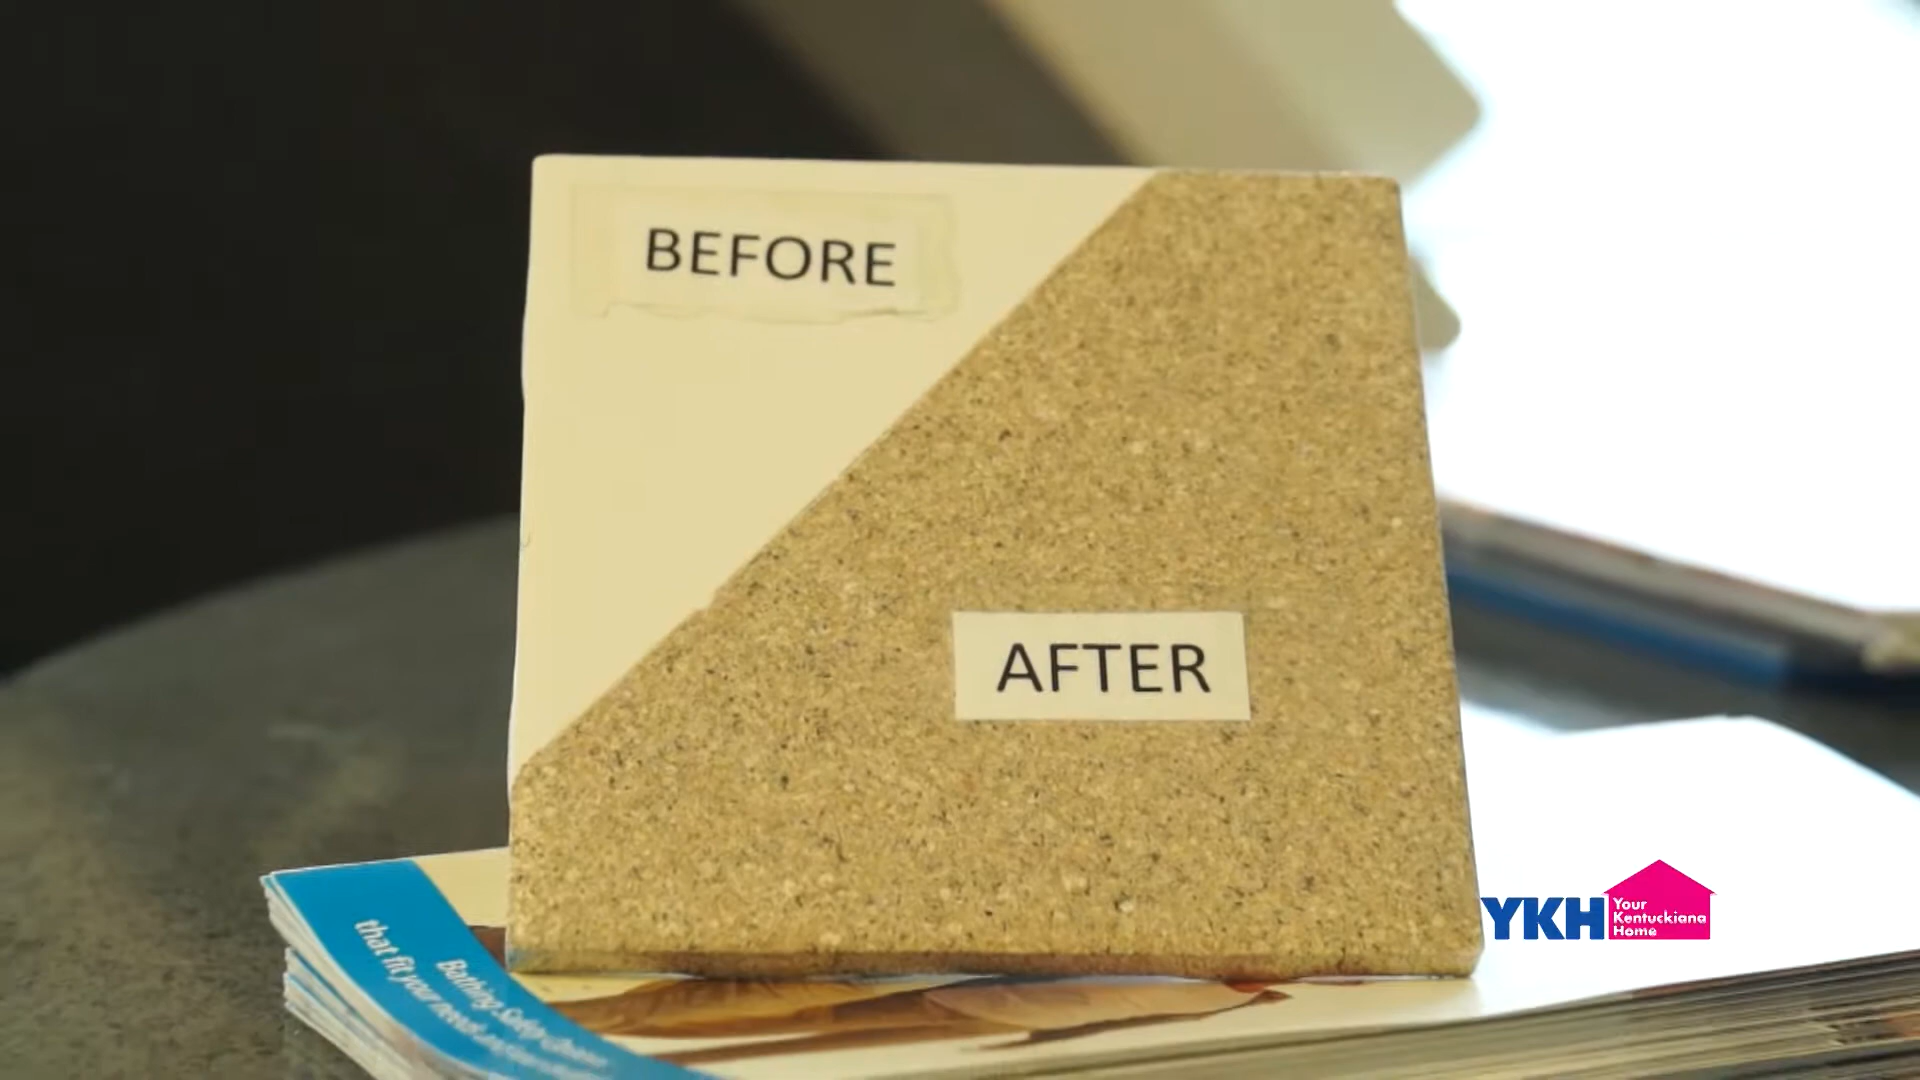 BEFORE
AFTER
YKH
Your
Kentuckiana
Home
Bathing Safety
that fit your